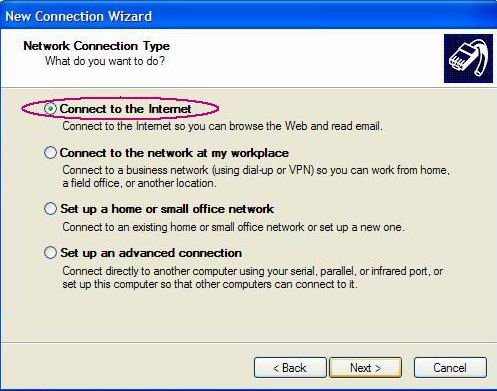 New Connection Wizard
Network Connection Type
What do you want to do?
Connect to the Internet
Connect to the Internet so you can browse the Web and read email.
Connect to the network at my workplace
Connect to a business network (using dial-up or VPN) so you can work from home,
a field office, or another location.
Set up a home or small office network
Connect to an existing home or small office network or set up a new one.
Set up an advanced connection
Connect directly to another computer using your serial, parallel, or infrared port, or
set up this computer so that other computers can connect to it.
< Back
Next >
Cancel